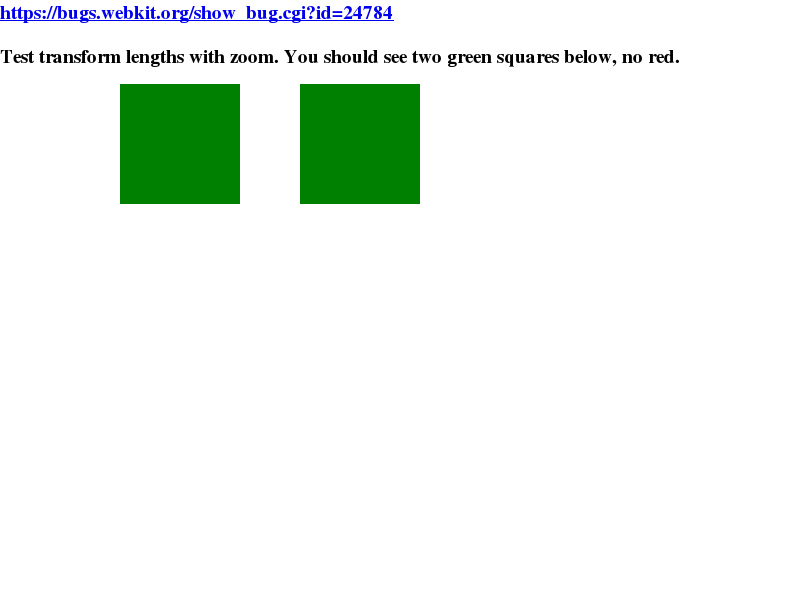 https://bugs.webkit.org/show_bug.cgi?id=24784
Test transform lengths with zoom. You should see two green squares below, no red.